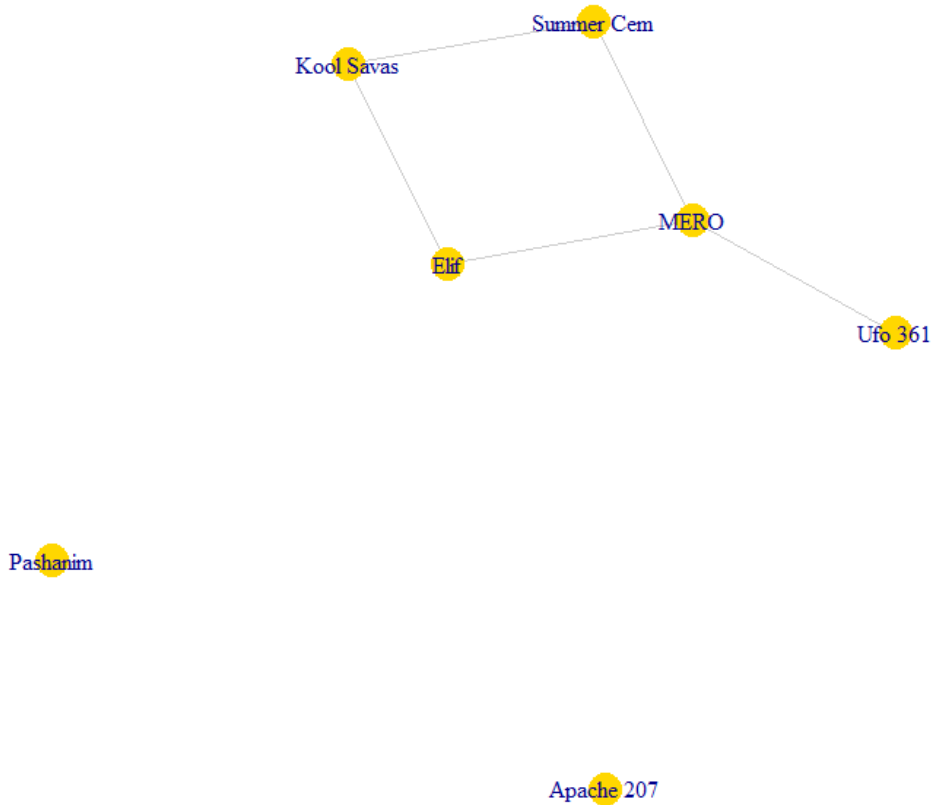 Summer Cem
Kool Savas
MERO
Elif
Ufo 361
Pashanim
Apache 207